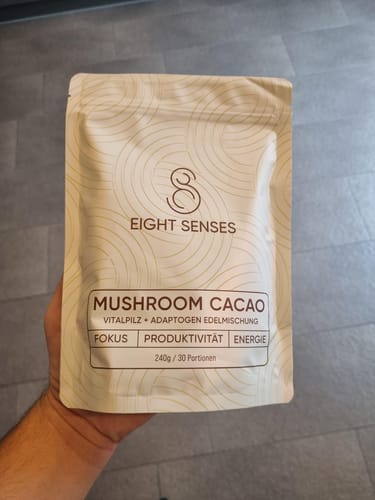 EIGHT SENSES
MUSHROOM CACAO
VITALPILZ + ADAPTOGEN EDELMISCHUNG
FOKUS PRODUKTIVITÄT ENERGIE
240g / 30 Portionen